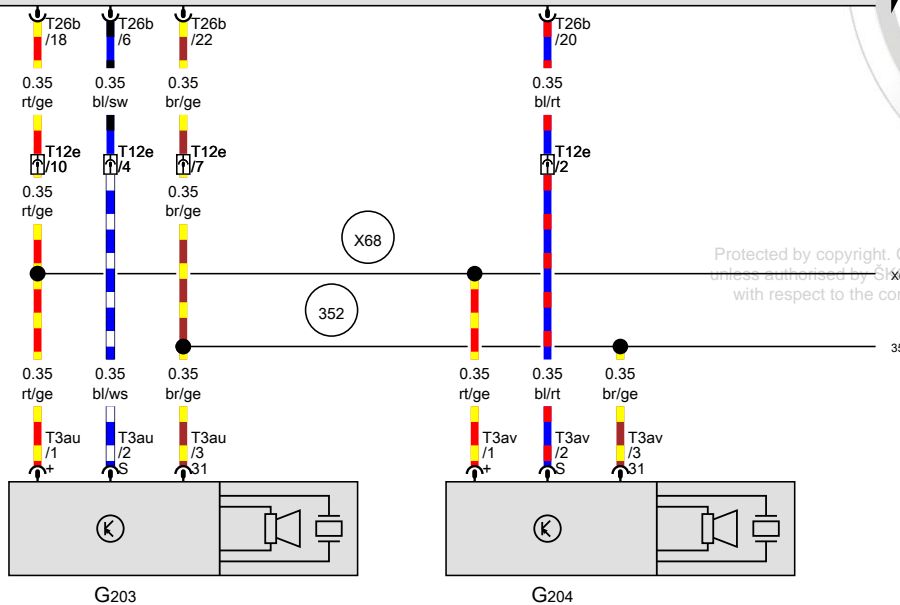 T26b T26b T26b T26b
/18 /6 /22 /20
0.35 0.35 0.35 0.35
rt/ge bl/sw br/ge bl/rt
T12e T12e T12e T12e
/10 /4 /7 /2
0.35 0.35
rt/ge br/ge
X68
Protected by copyright.
unless authorised by
with respect to the
352
0.35 0.35 0.35 0.35 0.35 0.35
rt/ge bl/ws br/ge rt/ge bl/rt br/ge
T3au T3au T3au T3av T3av T3av
/1 /2 /3 /1 /2 /3
+ S 31 + S 31
G203 G204